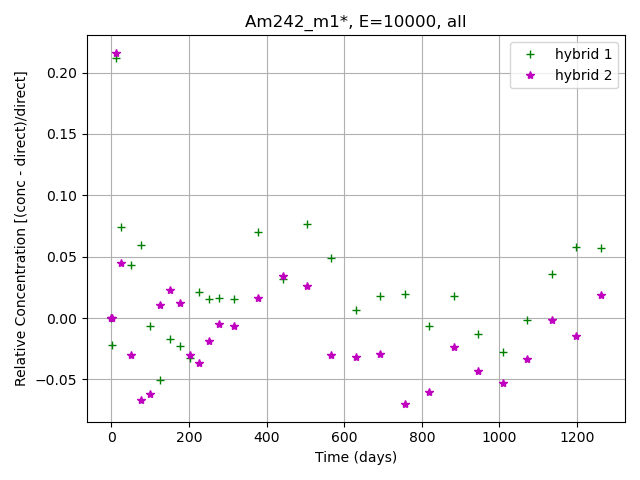 Am242_m1*, E=10000, all
hybrid 1
hybrid 2
Relative Concentration [(conc - direct)/direct]
0.20
0.15
0.10
0.05
0.00
−0.05
0 200 400 600 800 1000 1200
Time (days)